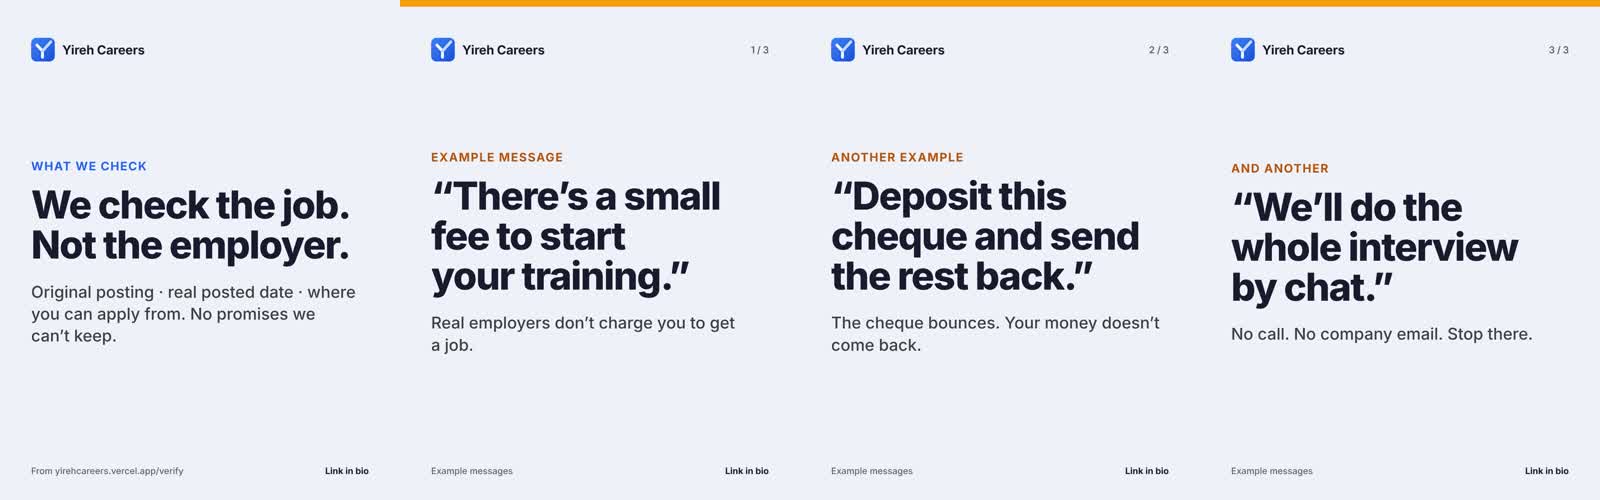 Yireh Careers
WHAT WE CHECK
We check the job.
Not the employer.
Original posting · real posted date · where
you can apply from. No promises we
can’t keep.
From yirehcareers.vercel.app/verify
Link in bio
Yireh Careers
1 / 3
EXAMPLE MESSAGE
“There’s a small
fee to start
your training.”
Real employers don’t charge you to get
a job.
Example messages
Link in bio
Yireh Careers
2 / 3
ANOTHER EXAMPLE
“Deposit this
cheque and send
the rest back.”
The cheque bounces. Your money doesn’t
come back.
Example messages
Link in bio
Yireh Careers
3 / 3
AND ANOTHER
“We’ll do the
whole interview
by chat.”
No call. No company email. Stop there.
Example messages
Link in bio